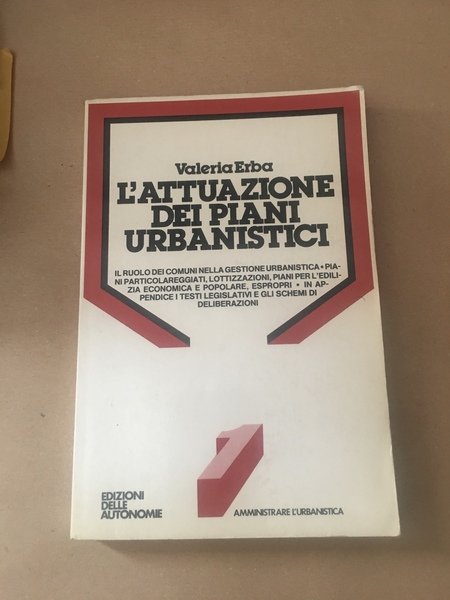 Valeria Erba
L'ATTUAZIONE
DEI PIANI
URBANISTICI
IL RUOLO DEI COMUNI NELLA GESTIONE URBANISTICA • PIA-
NI PARTICOLAREGGIATI, LOTTIZZAZIONI, PIANI PER L'EDILI-
ZIA ECONOMICA E POPOLARE, ESPROPRI • IN AP-
PENDICE I TESTI LEGISLATIVI E GLI SCHEMI DI
DELIBERAZIONI
1
EDIZIONI
DELLE
AUTONOMIE
AMMINISTRARE L'URBANISTICA